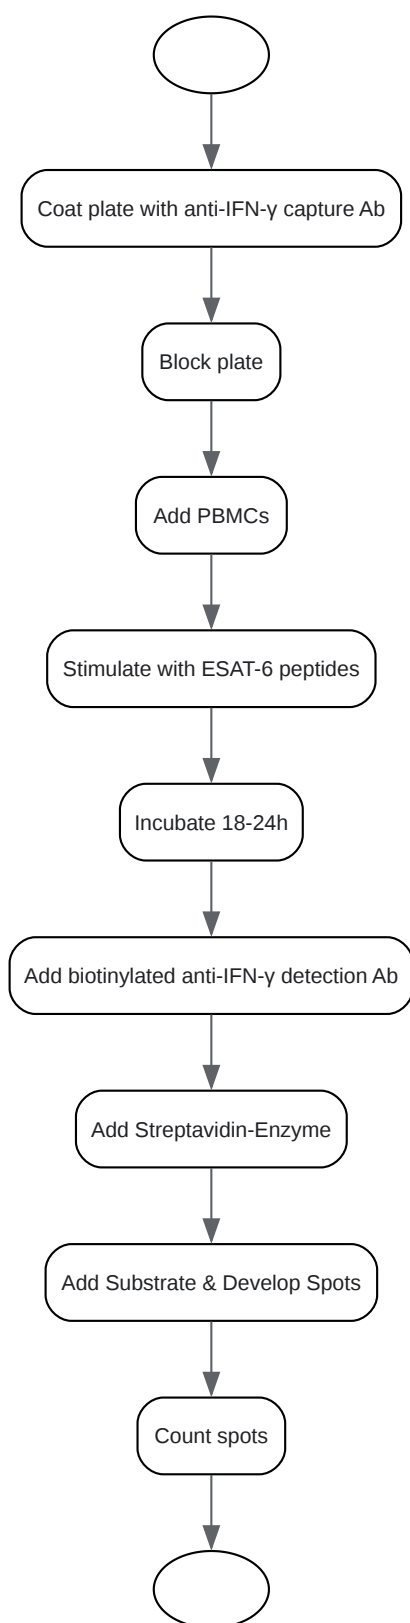 Coat plate with anti-IFN-γ capture Ab
Block plate
Add PBMCs
Stimulate with ESAT-6 peptides
Incubate 18-24h
Add biotinylated anti-IFN-γ detection Ab
Add Streptavidin-Enzyme
Add Substrate & Develop Spots
Count spots